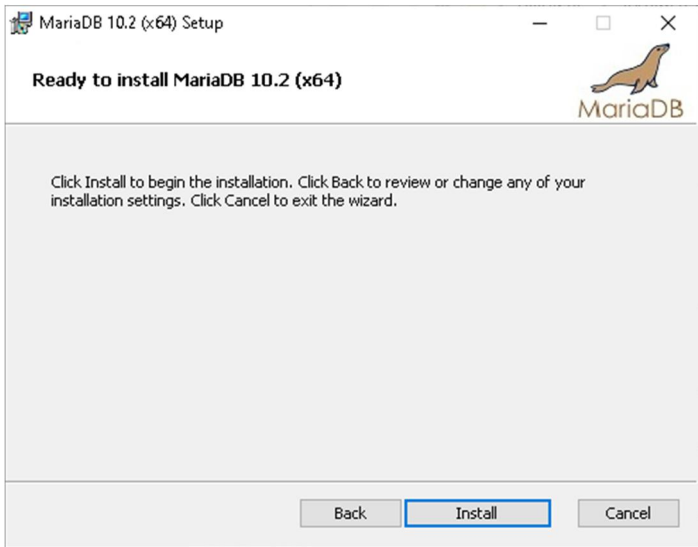 MariaDB 10.2 (x64) Setup
Ready to install MariaDB 10.2 (x64)
MariaDB
Click Install to begin the installation. Click Back to review or change any of your
installation settings. Click Cancel to exit the wizard.
Back
Install
Cancel